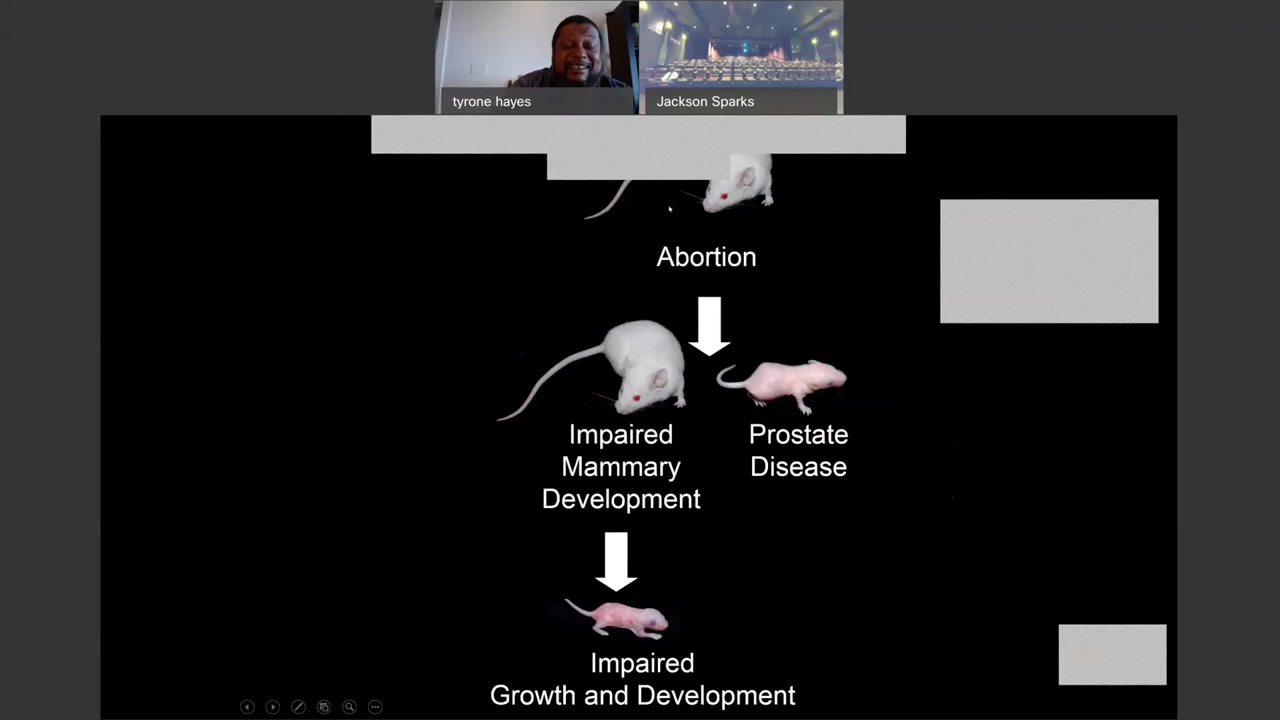 tyrone hayes
Jackson Sparks
Abortion
Impaired
Mammary
Development
Prostate
Disease
Impaired
Growth and Development